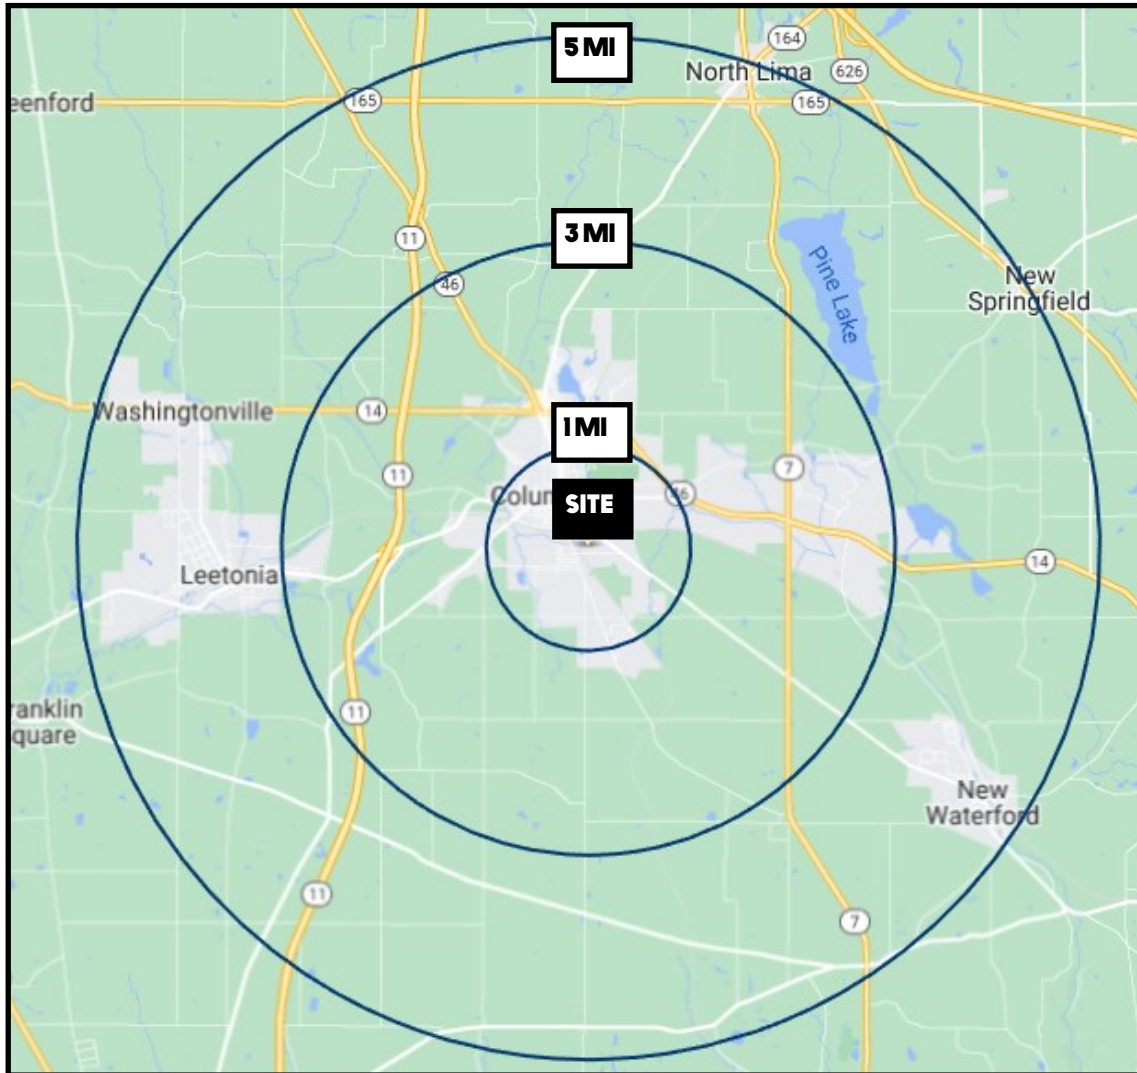 5 MI
164
North Lima
626
eenford
165
165
3 MI
11
Pine Lake
46
New
Springfield
Washingtonville
14
1 MI
7
11
Colum
46
SITE
Leetonia
14
ranklin
quare
11
New
Waterford
11
7